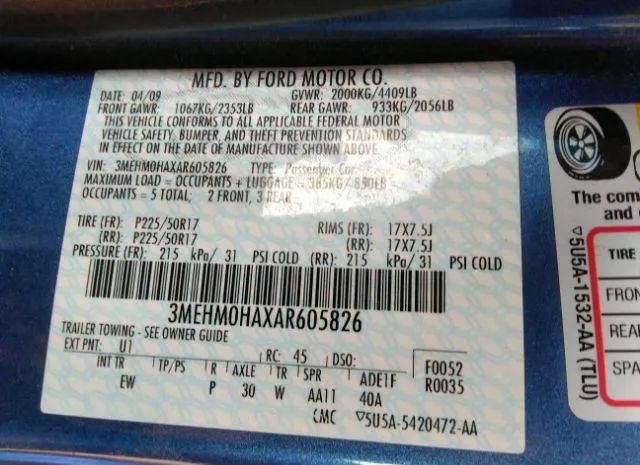 MFD. BY FORD MOTOR CO.
DATE: 04/09 GVWR: 2000KG/4409LB
FRONT GAWR: 1067KG/2353LB REAR GAWR: 933KG/2056LB
THIS VEHICLE CONFORMS TO ALL APPLICABLE FEDERAL MOTOR
VEHICLE SAFETY, BUMPER, AND THEFT PREVENTION STANDARDS
IN EFFECT ON THE DATE OF MANUFACTURE SHOWN ABOVE.
VIN: 3MEHM0HAXAR605826 TYPE: Passenger Car
MAXIMUM LOAD = OCCUPANTS + LUGGAGE = 385KG/850LB
OCCUPANTS = 5 TOTAL: 2 FRONT, 3 REAR
TIRE (FR): P225/50R17 RIMS (FR): 17X7.5J
(RR): P225/50R17 (RR): 17X7.5J
PRESSURE (FR): 215 kPa/ 31 PSI COLD (RR): 215 kPa/ 31 PSI COLD
3MEHM0HAXAR605826
TRAILER TOWING - SEE OWNER GUIDE
EXT PNT: U1 RC: 45 DSO:
F0052
R0035
INT TR TP/PS R AXLE TR SPR ADE1F
EW P 30 W AA11 40A
CMC ▽5U5A-5420472-AA
The com
and c
TIRE
FRON
REA
SPA
▽5U5A-1532-AA (TLU)